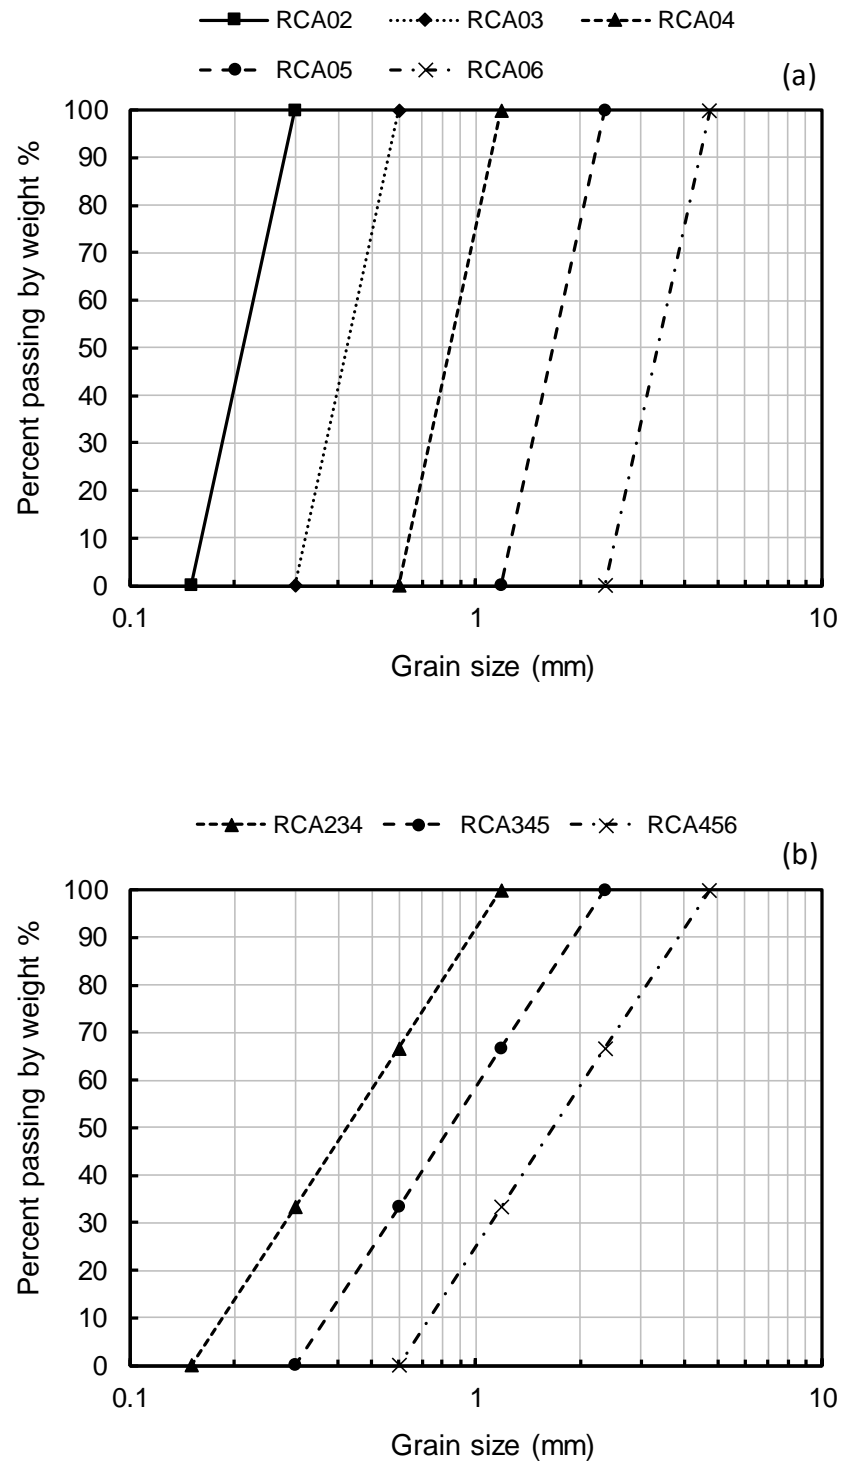 RCA02 RCA03 RCA04
RCA05 RCA06
(a)
Percent passing by weight %
100
90
80
70
60
50
40
30
20
10
0
0.1 1 10
Grain size (mm)
RCA234 RCA345 RCA456
(b)
Percent passing by weight %
100
90
80
70
60
50
40
30
20
10
0
0.1 1 10
Grain size (mm)